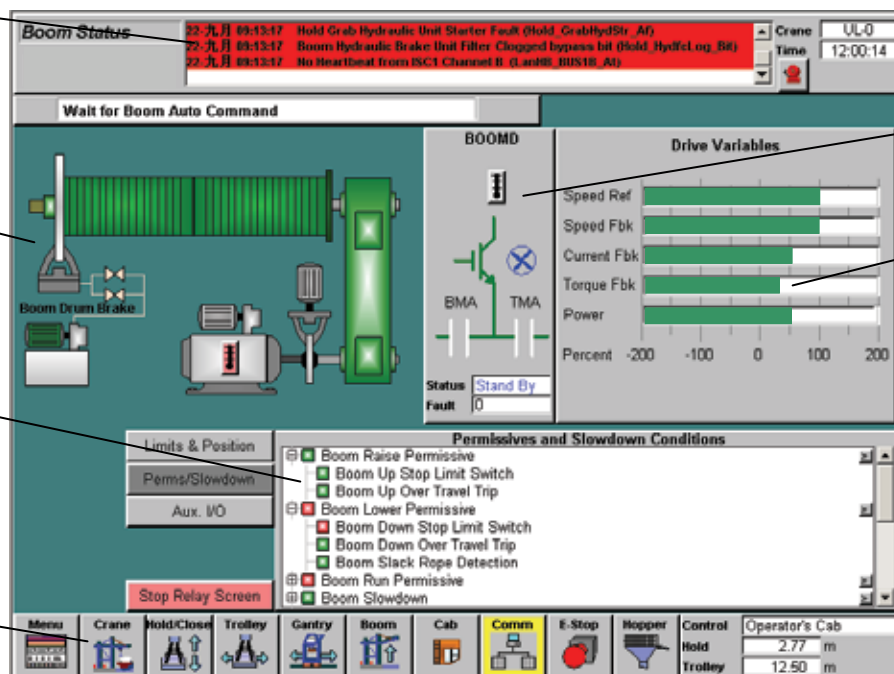 Boom Status
22-九月 09:13:17 Hold Grab Hydraulic Unit Starter Fault (Hold_GrabHydStr_Af)
22-九月 09:13:17 Boom Hydraulic Brake Unit Filter Clogged bypass bit (Hold_HydfcLog_Bit)
22-九月 09:13:17 No Heartbeat from ISC1 Channel B (LanHB_BUS1B_Af)
Crane UL-0
Time 12:00:14
Wait for Boom Auto Command
BOOMD
Drive Variables
Speed Ref
Speed Fbk
Current Fbk
Torque Fbk
Power
Percent -200 -100 0 100 200
Boom Drum Brake
BMA TMA
Status Stand By
Fault 0
Limits & Position
Perms/Slowdown
Aux. I/O
Stop Relay Screen
Permissives and Slowdown Conditions
Boom Raise Permissive
Boom Up Stop Limit Switch
Boom Up Over Travel Trip
Boom Lower Permissive
Boom Down Stop Limit Switch
Boom Down Over Travel Trip
Boom Slack Rope Detection
Boom Run Permissive
Boom Slowdown
Menu Crane Hold/Close Trolley Gantry Boom Cab Comm E-Stop Hopper
Control Operator's Cab
Hold 2.77 m
Trolley 12.50 m